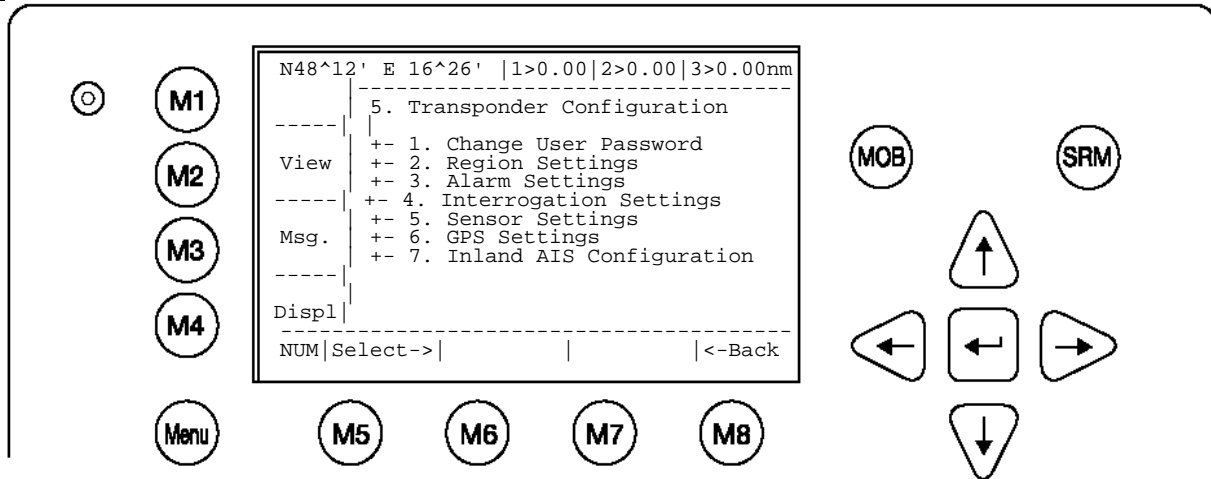 N48^12' E 16^26' |1>0.00|2>0.00|3>0.00nm
M1
5. Transponder Configuration
+- 1. Change User Password
View +- 2. Region Settings
M2
+- 3. Alarm Settings
+- 4. Interrogation Settings
+- 5. Sensor Settings
Msg. +- 6. GPS Settings
M3
+- 7. Inland AIS Configuration
Displ
M4
NUM|Select->| | |<-Back
MOB
SRM
Menu
M5
M6
M7
M8